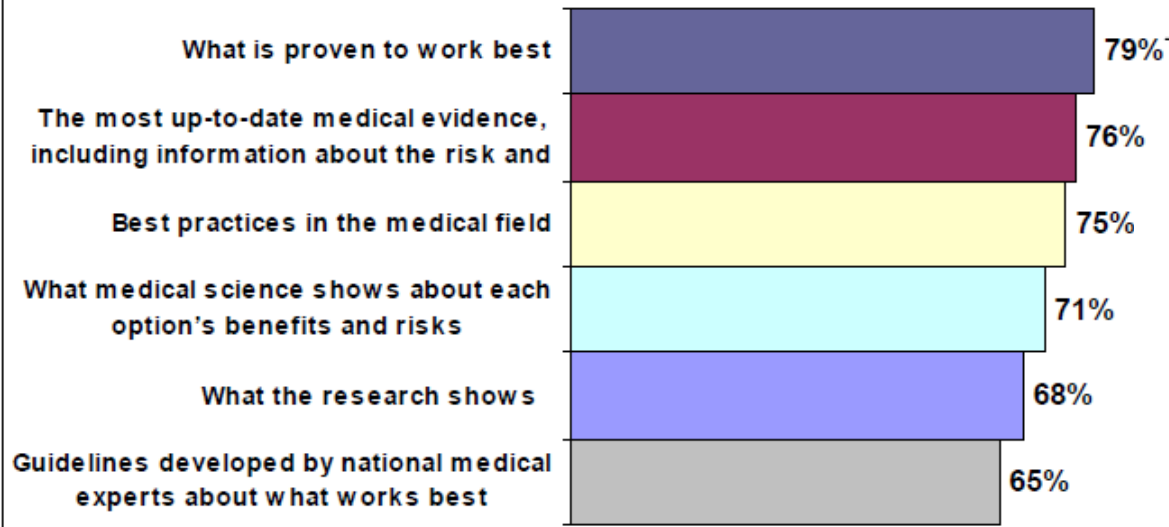 What is proven to work best
79%
The most up-to-date medical evidence,
including information about the risk and
76%
Best practices in the medical field
75%
What medical science shows about each
option's benefits and risks
71%
What the research shows
68%
Guidelines developed by national medical
experts about what works best
65%